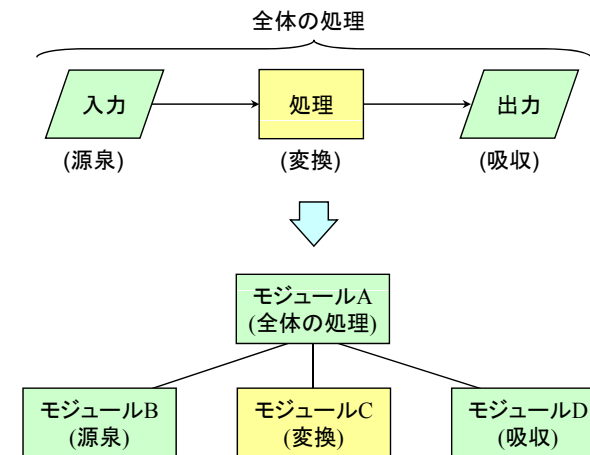 全体の処理
入力
処理
出力
(源泉)
(変換)
(吸収)
モジュールA
(全体の処理)
モジュールB
(源泉)
モジュールC
(変換)
モジュールD
(吸収)